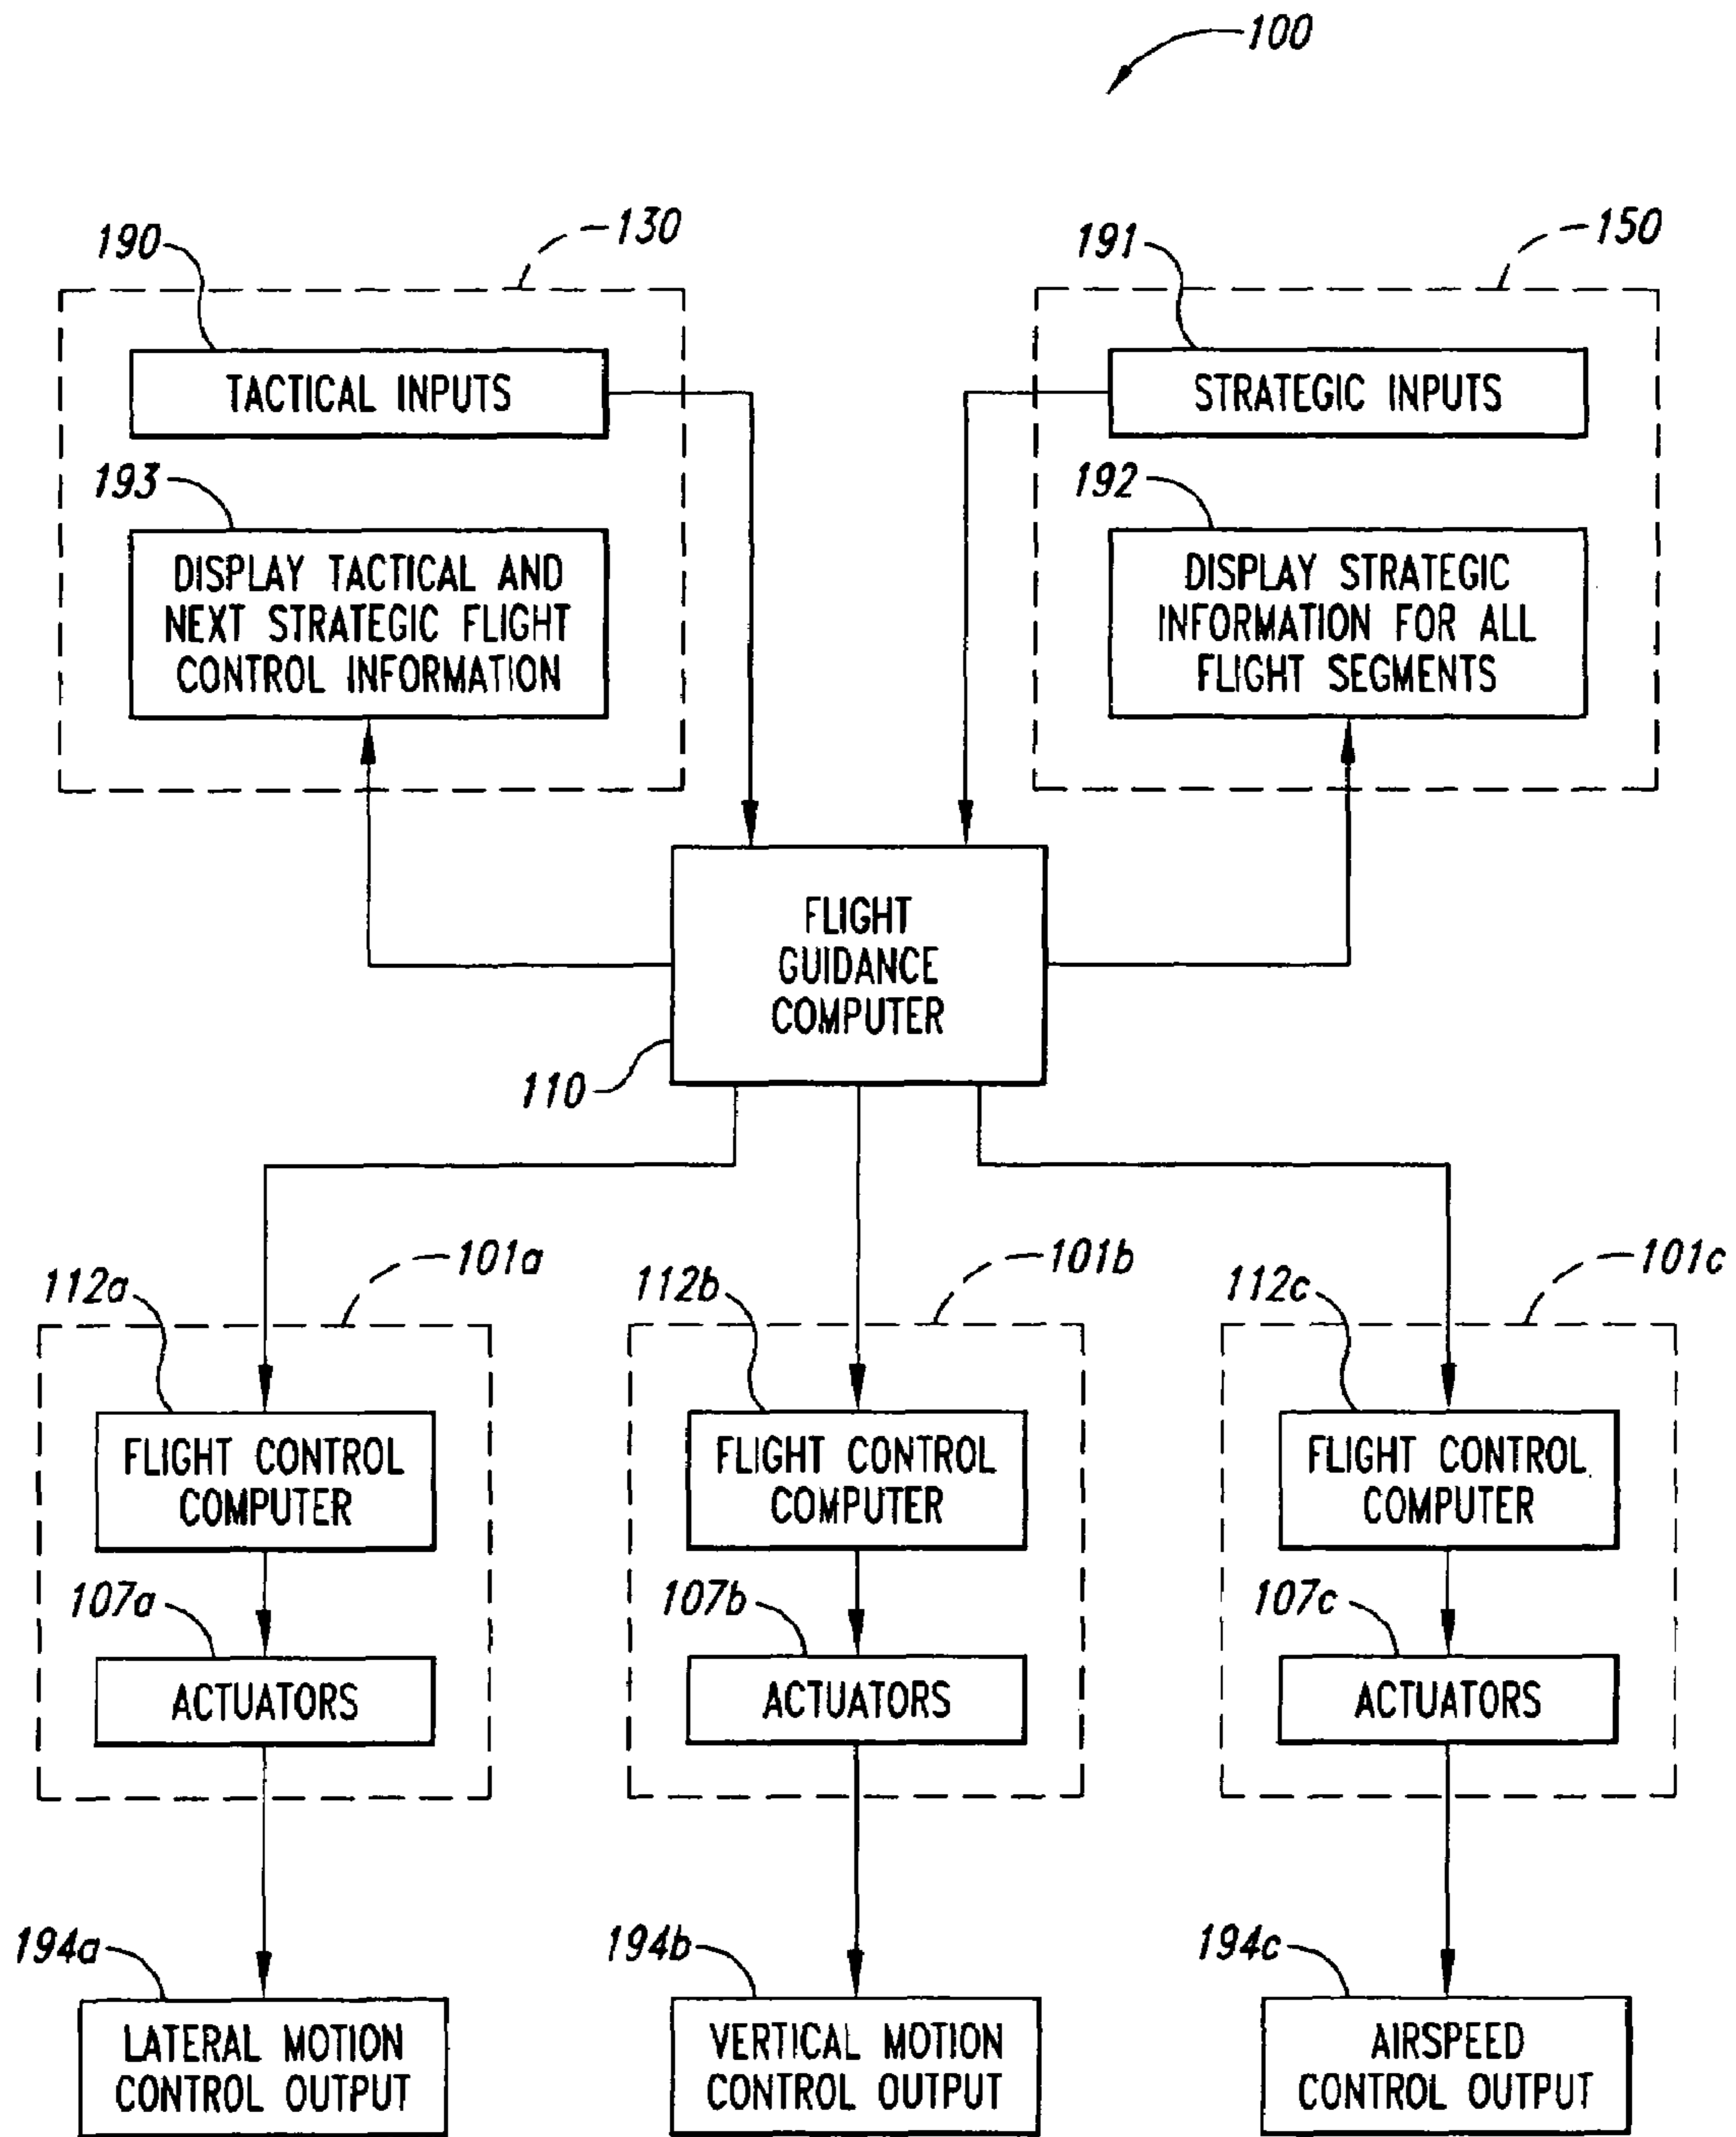 100
130
150
190
191
TACTICAL INPUTS
STRATEGIC INPUTS
193
192
DISPLAY TACTICAL AND
NEXT STRATEGIC FLIGHT
CONTROL INFORMATION
DISPLAY STRATEGIC
INFORMATION FOR ALL
FLIGHT SEGMENTS
FLIGHT
GUIDANCE
COMPUTER
110
101a
101b
101c
112a
112b
112c
FLIGHT CONTROL
COMPUTER
FLIGHT CONTROL
COMPUTER
FLIGHT CONTROL
COMPUTER
107a
107b
107c
ACTUATORS
ACTUATORS
ACTUATORS
194a
194b
194c
LATERAL MOTION
CONTROL OUTPUT
VERTICAL MOTION
CONTROL OUTPUT
AIRSPEED
CONTROL OUTPUT